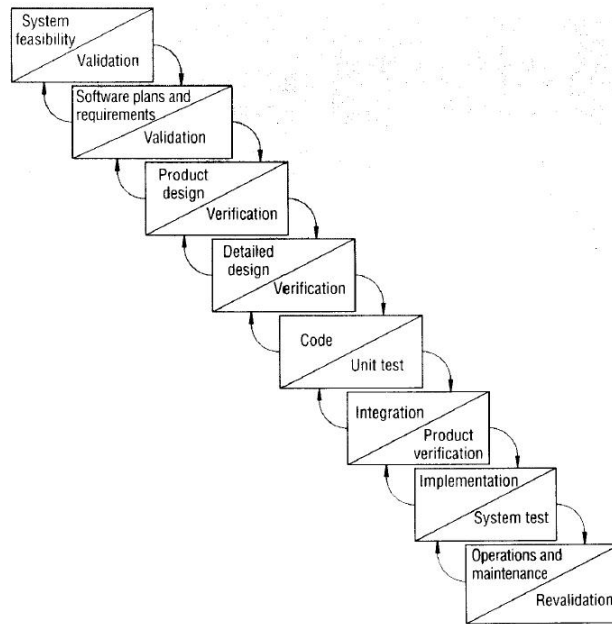 System
feasibility
Validation
Software plans and
requirements
Validation
Product
design
Verification
Detailed
design
Verification
Code
Unit test
Integration
Product
verification
Implementation
System test
Operations and
maintenance
Revalidation